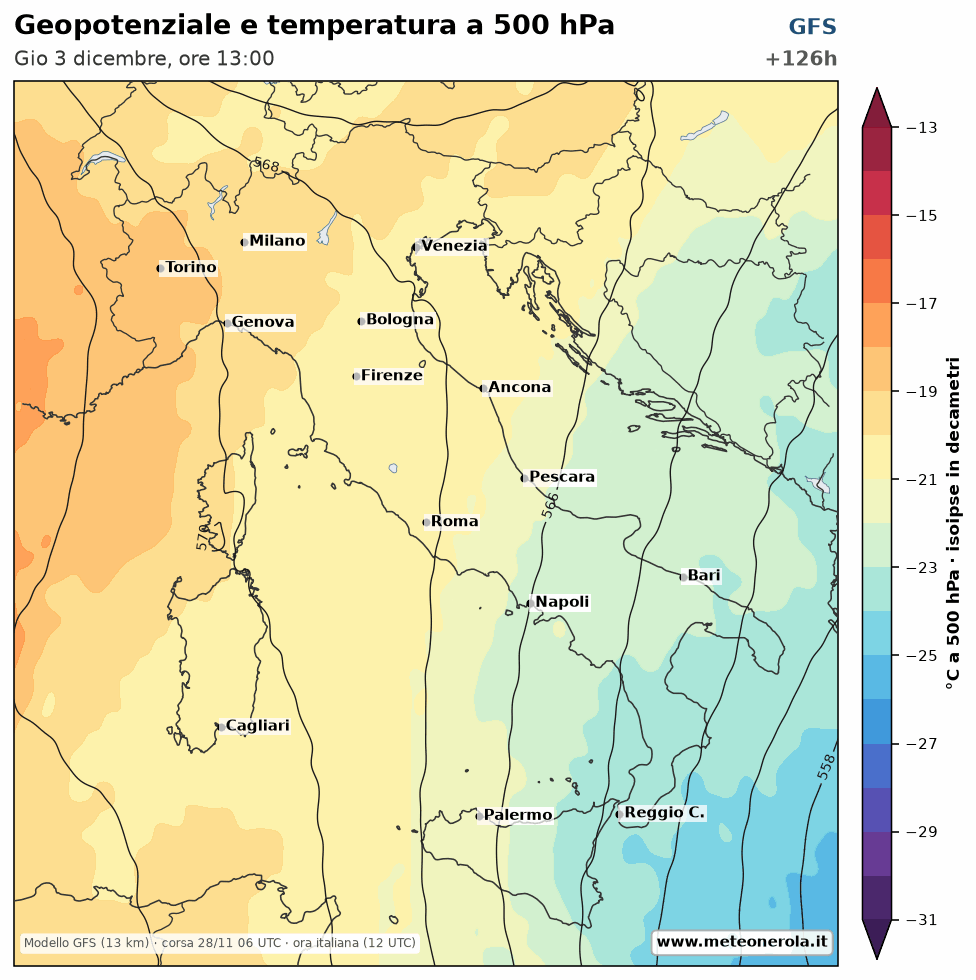 Geopotenziale e temperatura a 500 hPa
GFS
Gio 3 dicembre, ore 13:00
+126h
568
Milano
Venezia
Torino
Genova
Bologna
Firenze
Ancona
Pescara
566
Roma
570
Bari
Napoli
Cagliari
558
Palermo
Reggio C.
Modello GFS (13 km) · corsa 28/11 06 UTC · ora italiana (12 UTC)
www.meteonerola.it
−13
−15
−17
−19
−21
−23
−25
−27
−29
−31
°C a 500 hPa · isoipse in decametri